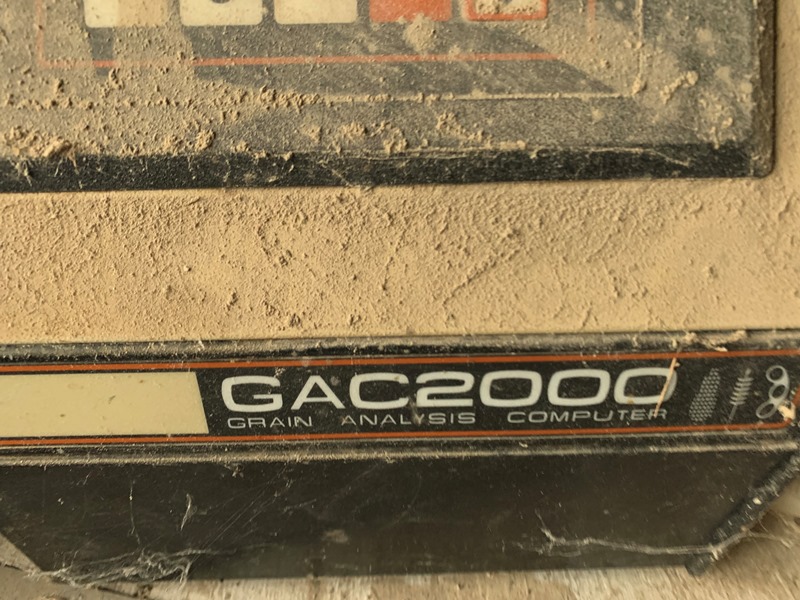 GAC2000
GRAIN ANALYSIS COMPUTER